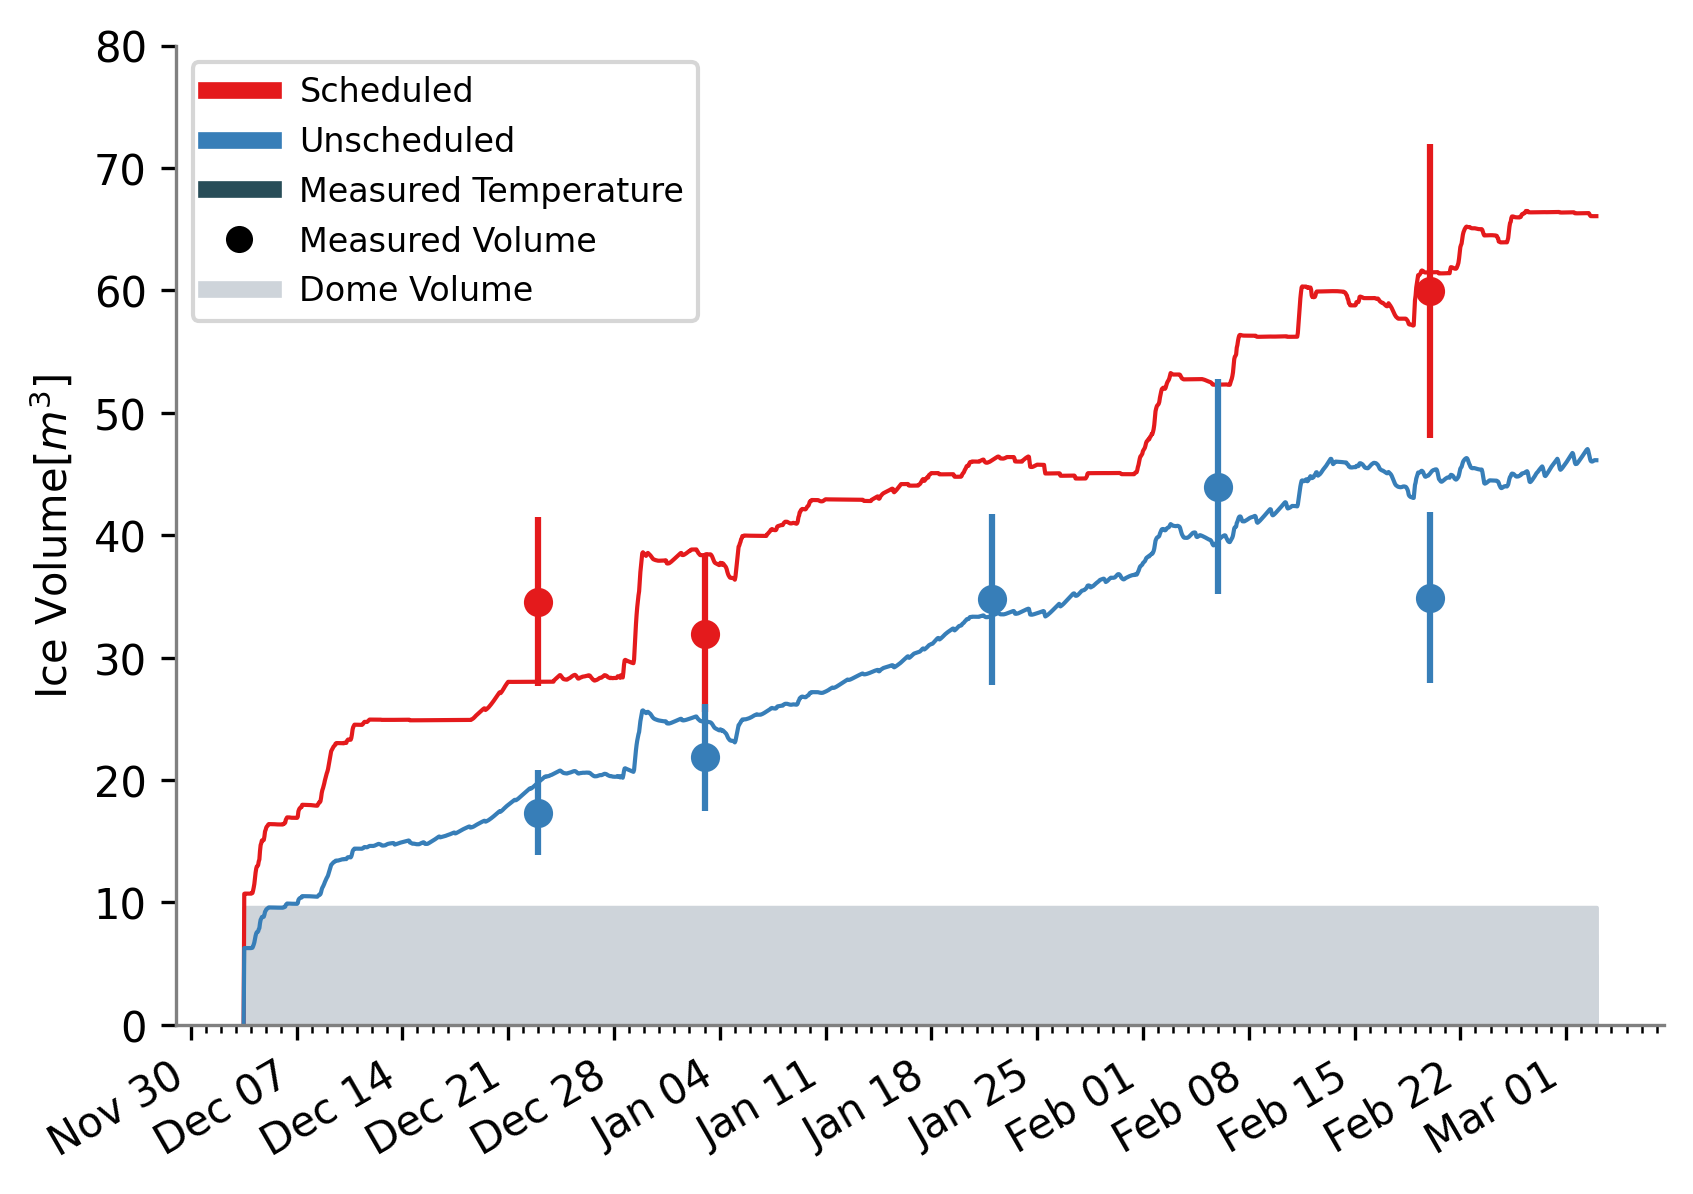 80
70
60
50
40
30
20
10
0
Ice Volume[m³]
Scheduled
Unscheduled
Measured Temperature
Measured Volume
Dome Volume
Nov 30
Dec 07
Dec 14
Dec 21
Dec 28
Jan 04
Jan 11
Jan 18
Jan 25
Feb 01
Feb 08
Feb 15
Feb 22
Mar 01